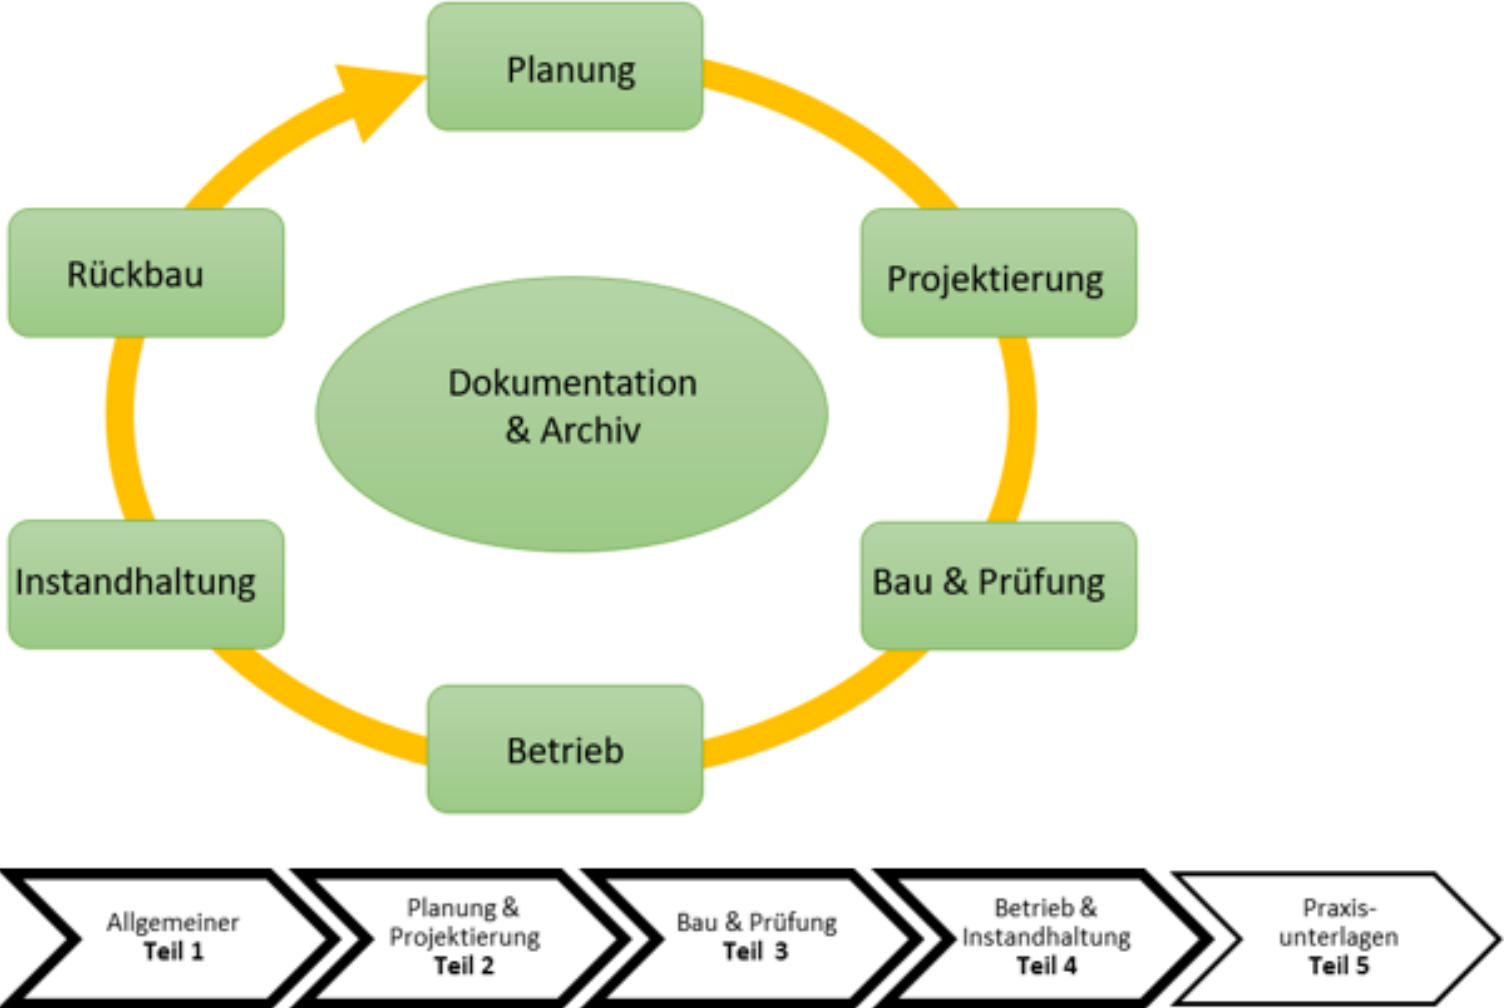 Planung
Rückbau
Projektierung
Dokumentation
& Archiv
Instandhaltung
Bau & Prüfung
Betrieb
Allgemeiner
Teil 1
Planung &
Projektierung
Teil 2
Bau & Prüfung
Teil 3
Betrieb &
Instandhaltung
Teil 4
Praxis-
unterlagen
Teil 5